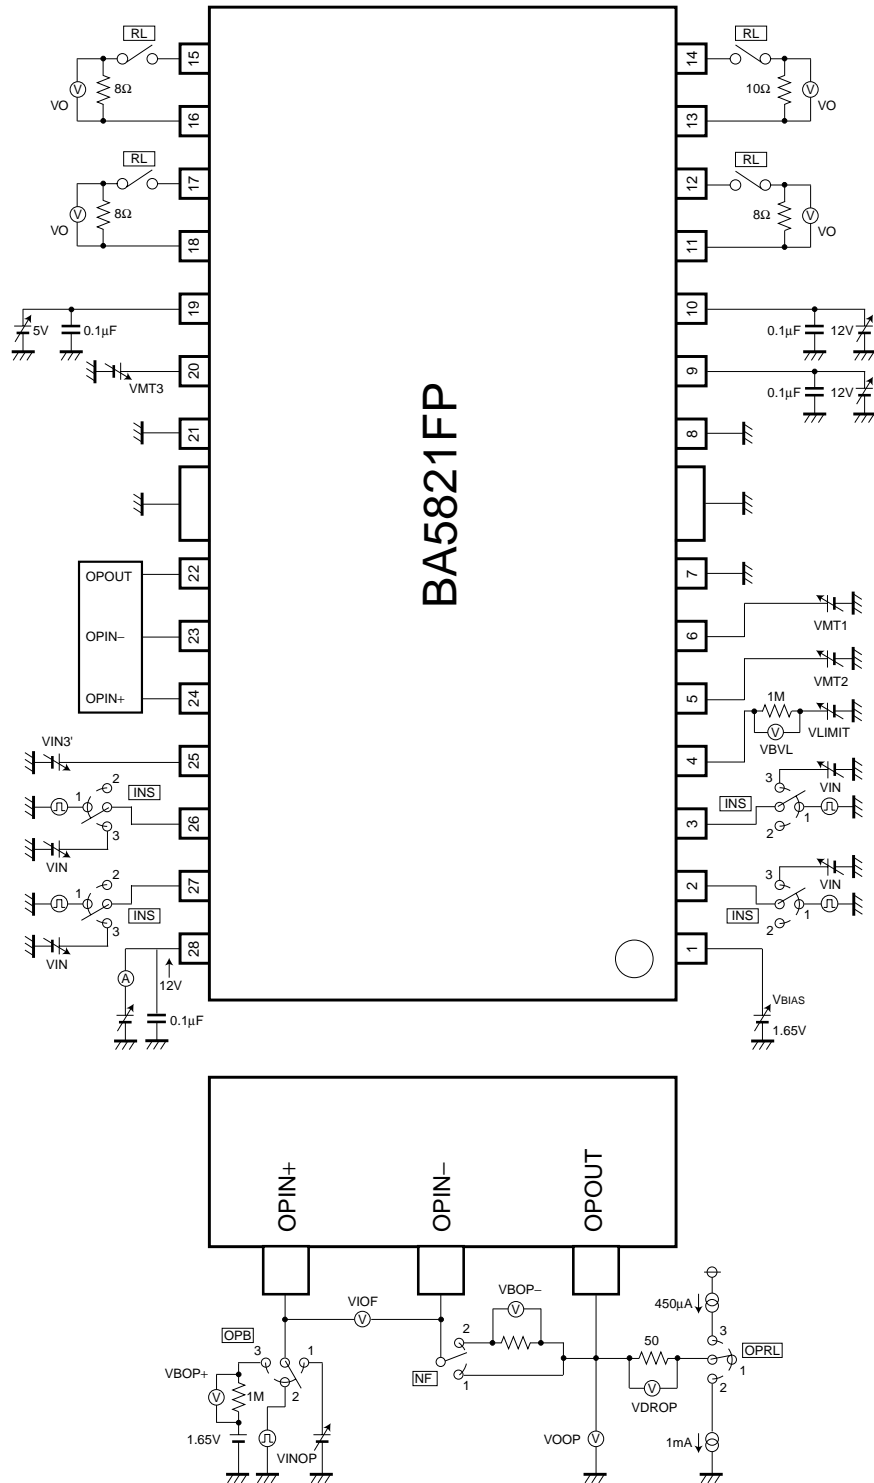 RL
15
V
8Ω
VO
16
RL
14
V
10Ω
VO
13
RL
17
V
8Ω
VO
18
RL
12
V
8Ω
VO
11
19
5V
0.1µF
10
0.1µF
12V
20
VMT3
9
0.1µF
12V
21
8
BA5821FP
OPOUT
22
7
OPIN−
23
6
VMT1
OPIN+
24
5
VMT2
1M
V
VBVL
VLIMIT
4
VIN3'
25
2
1
INS
3
26
VIN
3
VIN
INS
1
2
3
2
1
INS
3
27
VIN
3
VIN
INS
1
2
2
28
A
12V
0.1µF
1
VBIAS
1.65V
OPIN+
OPIN−
OPOUT
VIOF
V
VBOP−
V
450µA
OPB
3
1
2
2
NF
1
50
3
OPRL
1
2
VBOP+
V
1M
V
VDROP
1.65V
VINOP
VOOP
V
1mA